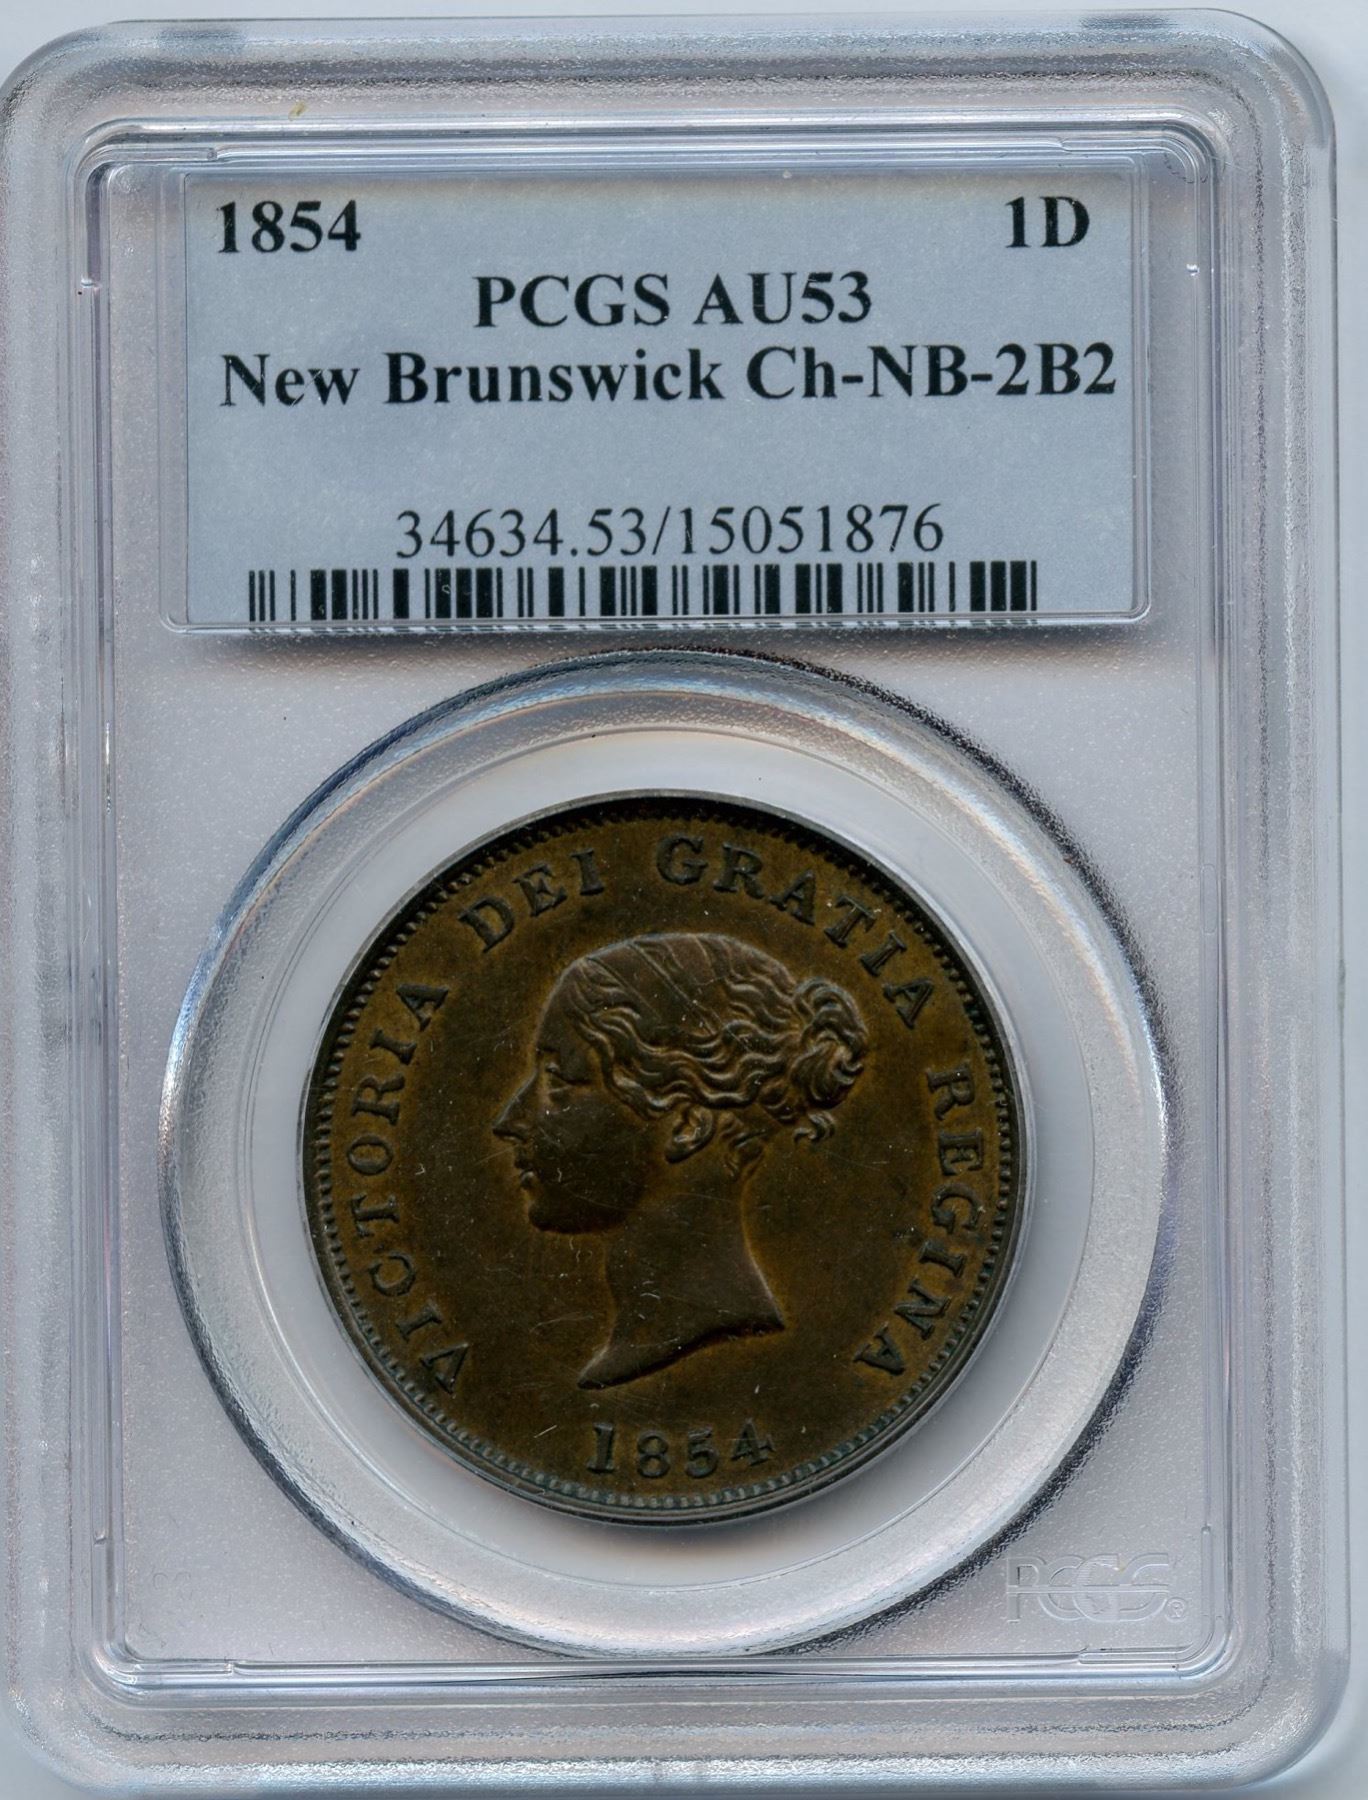 1854 1D
PCGS AU53
New Brunswick Ch-NB-2B2
34634.53/15051876
VICTORIA DEI GRATIA REGINA
1854
PCGS®